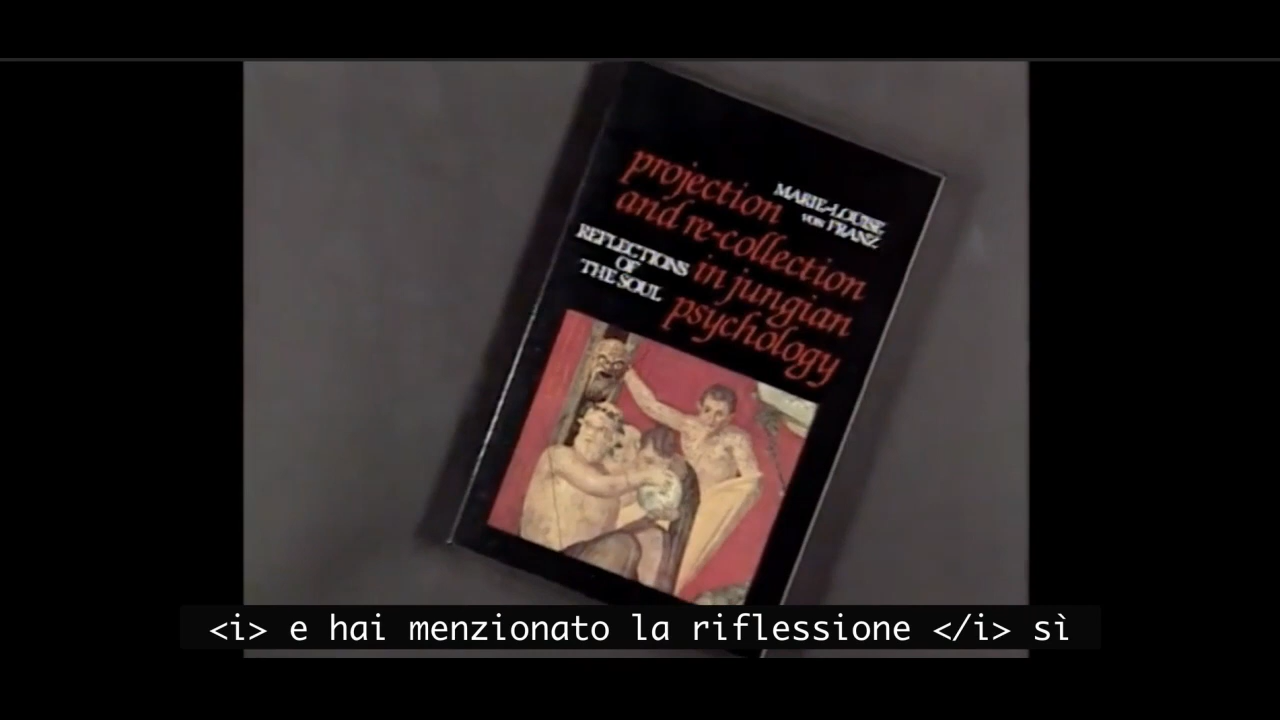 projection
MARIE-LOUISE
von FRANZ
and re-collection
REFLECTIONS
OF
THE SOUL
in jungian
psychology
<i> e hai menzionato la riflessione </i> sì